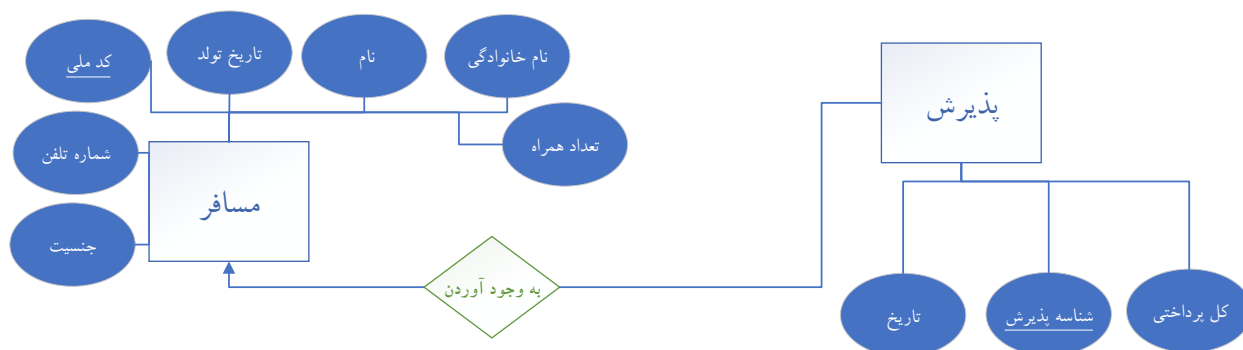 نام خانوادگی
نام
تاریخ تولد
کد ملی
پذیرش
تعداد همراه
شماره تلفن
مسافر
جنسیت
به وجود آوردن
کل پرداختی
شناسه پذیرش
تاریخ